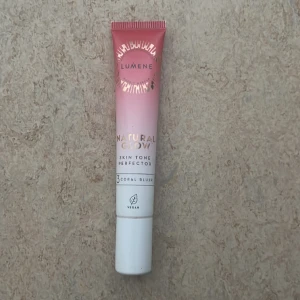 LUMENE
NATURAL
GLOW
SKIN TONE
PERFECTOR
3 CORAL BLUSH
VEGAN